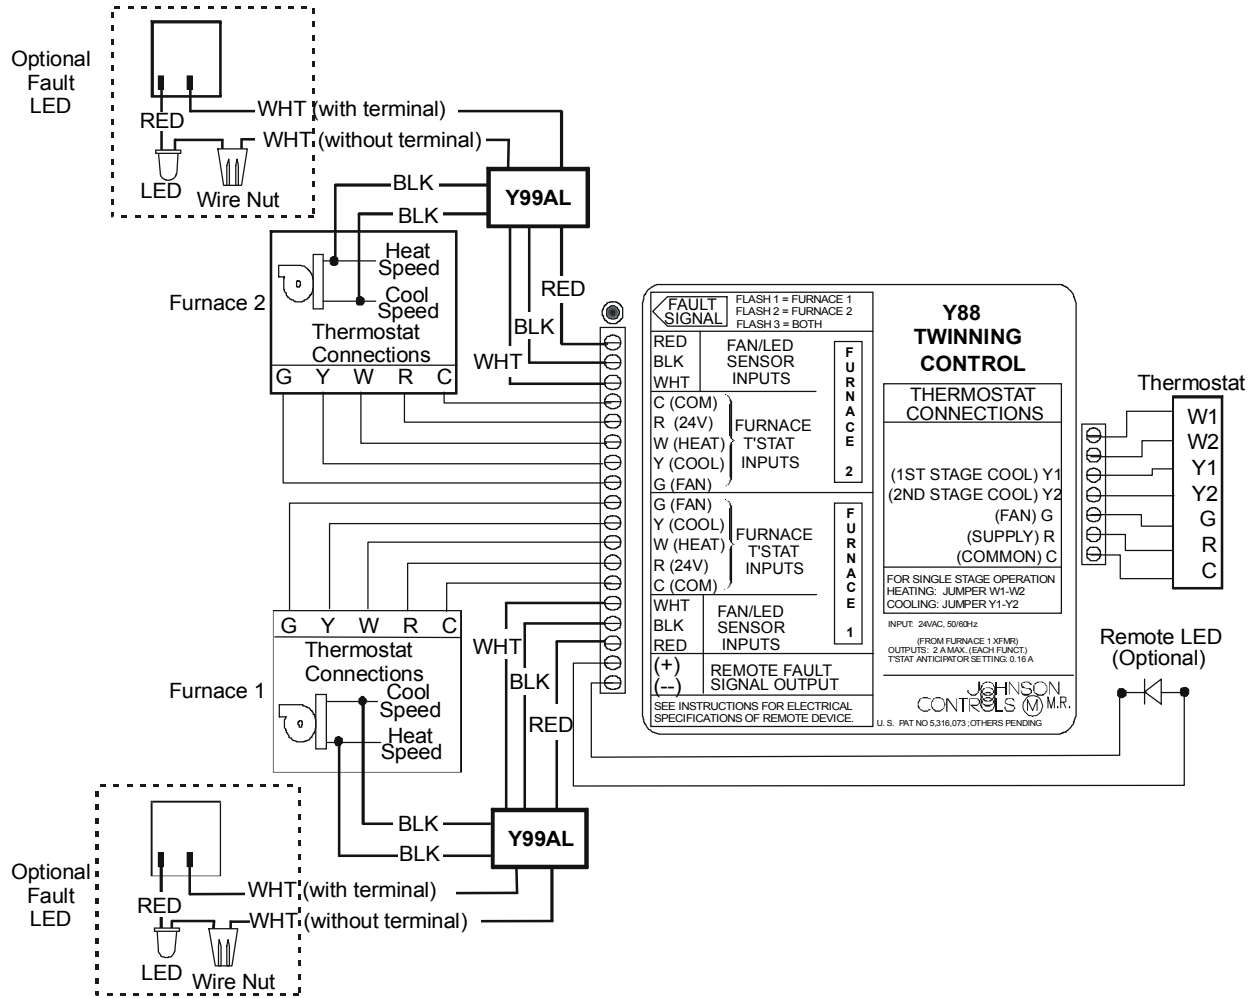 Optional
Fault
LED
RED
LED
Wire Nut
WHT (with terminal)
WHT (without terminal)
BLK
BLK
Y99AL
Furnace 2
Heat
Speed
Cool
Speed
Thermostat
Connections
G Y W R C
RED
BLK
WHT
FAULT
SIGNAL
FLASH 1 = FURNACE 1
FLASH 2 = FURNACE 2
FLASH 3 = BOTH
RED
BLK
WHT
FAN/LED
SENSOR
INPUTS
C (COM)
R (24V)
W (HEAT)
Y (COOL)
G (FAN)
FURNACE
T'STAT
INPUTS
FURNACE 2
G (FAN)
Y (COOL)
W (HEAT)
R (24V)
C (COM)
FURNACE
T'STAT
INPUTS
WHT
BLK
RED
FAN/LED
SENSOR
INPUTS
FURNACE 1
(+)
(--)
REMOTE FAULT
SIGNAL OUTPUT
SEE INSTRUCTIONS FOR ELECTRICAL
SPECIFICATIONS OF REMOTE DEVICE.
Y88
TWINNING
CONTROL
THERMOSTAT
CONNECTIONS
(1ST STAGE COOL) Y1
(2ND STAGE COOL) Y2
(FAN) G
(SUPPLY) R
(COMMON) C
FOR SINGLE STAGE OPERATION
HEATING: JUMPER W1-W2
COOLING: JUMPER Y1-Y2
INPUT: 24VAC, 50/60Hz
(FROM FURNACE 1 XFMR)
OUTPUTS: 2 A MAX. (EACH FUNCT.)
T'STAT ANTICIPATOR SETTING: 0.16 A
JOHNSON
CONTROLS M M.R.
U. S. PAT NO 5,316,073; OTHERS PENDING
Thermostat
W1
W2
Y1
Y2
G
R
C
Remote LED
(Optional)
G Y W R C
Thermostat
Connections
Furnace 1
Cool
Speed
Heat
Speed
WHT
BLK
RED
BLK
BLK
Y99AL
Optional
Fault
LED
RED
LED
Wire Nut
WHT (with terminal)
WHT (without terminal)